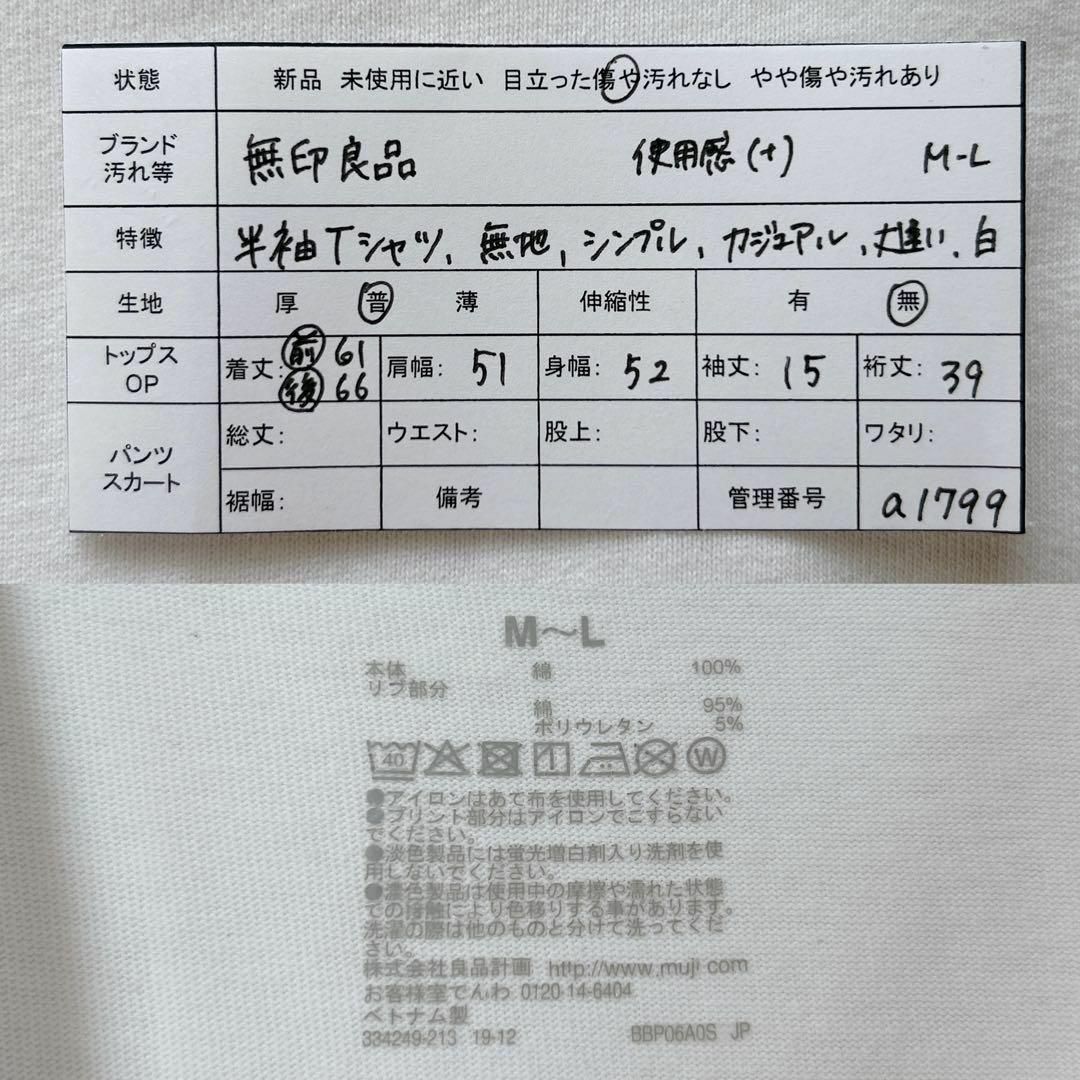 状態 新品 未使用に近い 目立った傷や汚れなし やや傷や汚れあり
ブランド
汚れ等 無印良品 使用感(+) M-L
特徴 半袖Tシャツ、無地、シンプル、カジュアル、丈違い、白
生地 厚 普 薄 伸縮性 有 無
トップス
OP 着丈: 前 61 後 66 肩幅: 51 身幅: 52 袖丈: 15 裄丈: 39
パンツ
スカート 総丈: ウエスト: 股上: 股下: ワタリ:
裾幅: 備考 管理番号 a1799
M〜L
本体 綿 100%
リブ部分
綿 95%
ポリウレタン 5%
40 W
●アイロンはあて布を使用してください。
●プリント部分はアイロンでこすらない
でください。
●淡色製品には蛍光増白剤入り洗剤を使
用しないでください。
●濃色製品は使用中の摩擦や濡れた状態
での接触により色移りする事があります。
洗濯の際は他のものと分けて洗ってくだ
さい。
株式会社良品計画 http://www.muji.com
お客様室でんわ 0120-14-6404
ベトナム製
334249-213 19-12 BBP06A0S JP